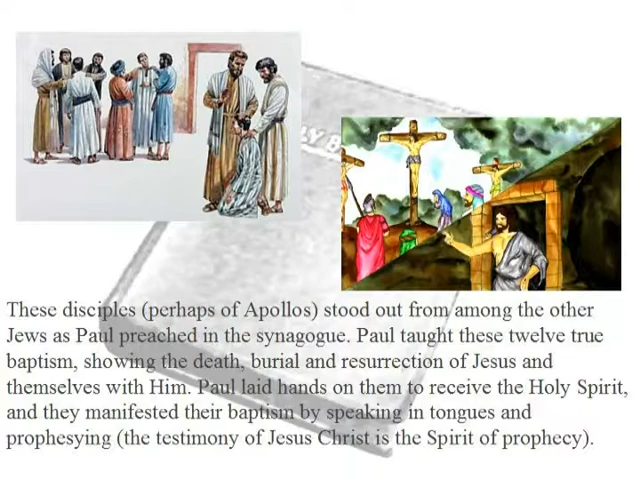 LY B
These disciples (perhaps of Apollos) stood out from among the other
Jews as Paul preached in the synagogue. Paul taught these twelve true
baptism, showing the death, burial and resurrection of Jesus and
themselves with Him. Paul laid hands on them to receive the Holy Spirit,
and they manifested their baptism by speaking in tongues and
prophesying (the testimony of Jesus Christ is the Spirit of prophecy).